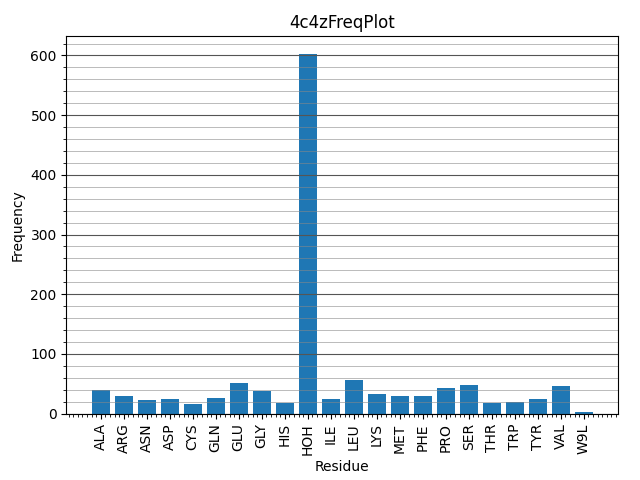 4c4zFreqPlot
Frequency
600
500
400
300
200
100
0
ALA
ARG
ASN
ASP
CYS
GLN
GLU
GLY
HIS
HOH
ILE
LEU
LYS
MET
PHE
PRO
SER
THR
TRP
TYR
VAL
W9L
Residue